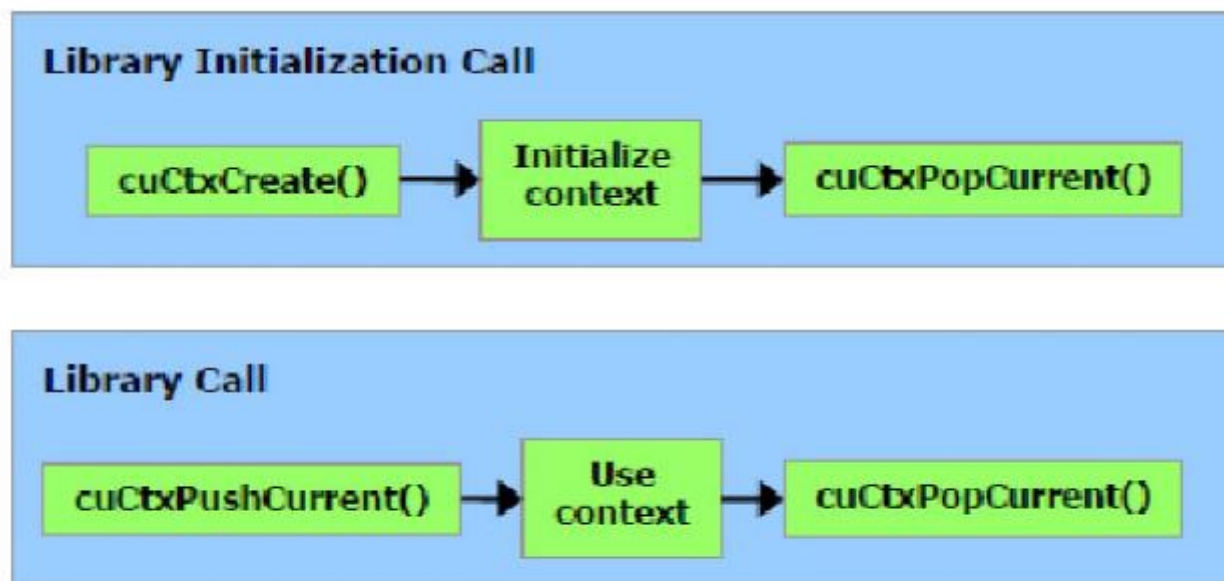 Library Initialization Call
cuCtxCreate()
Initialize
context
cuCtxPopCurrent()
Library Call
cuCtxPushCurrent()
Use
context
cuCtxPopCurrent()